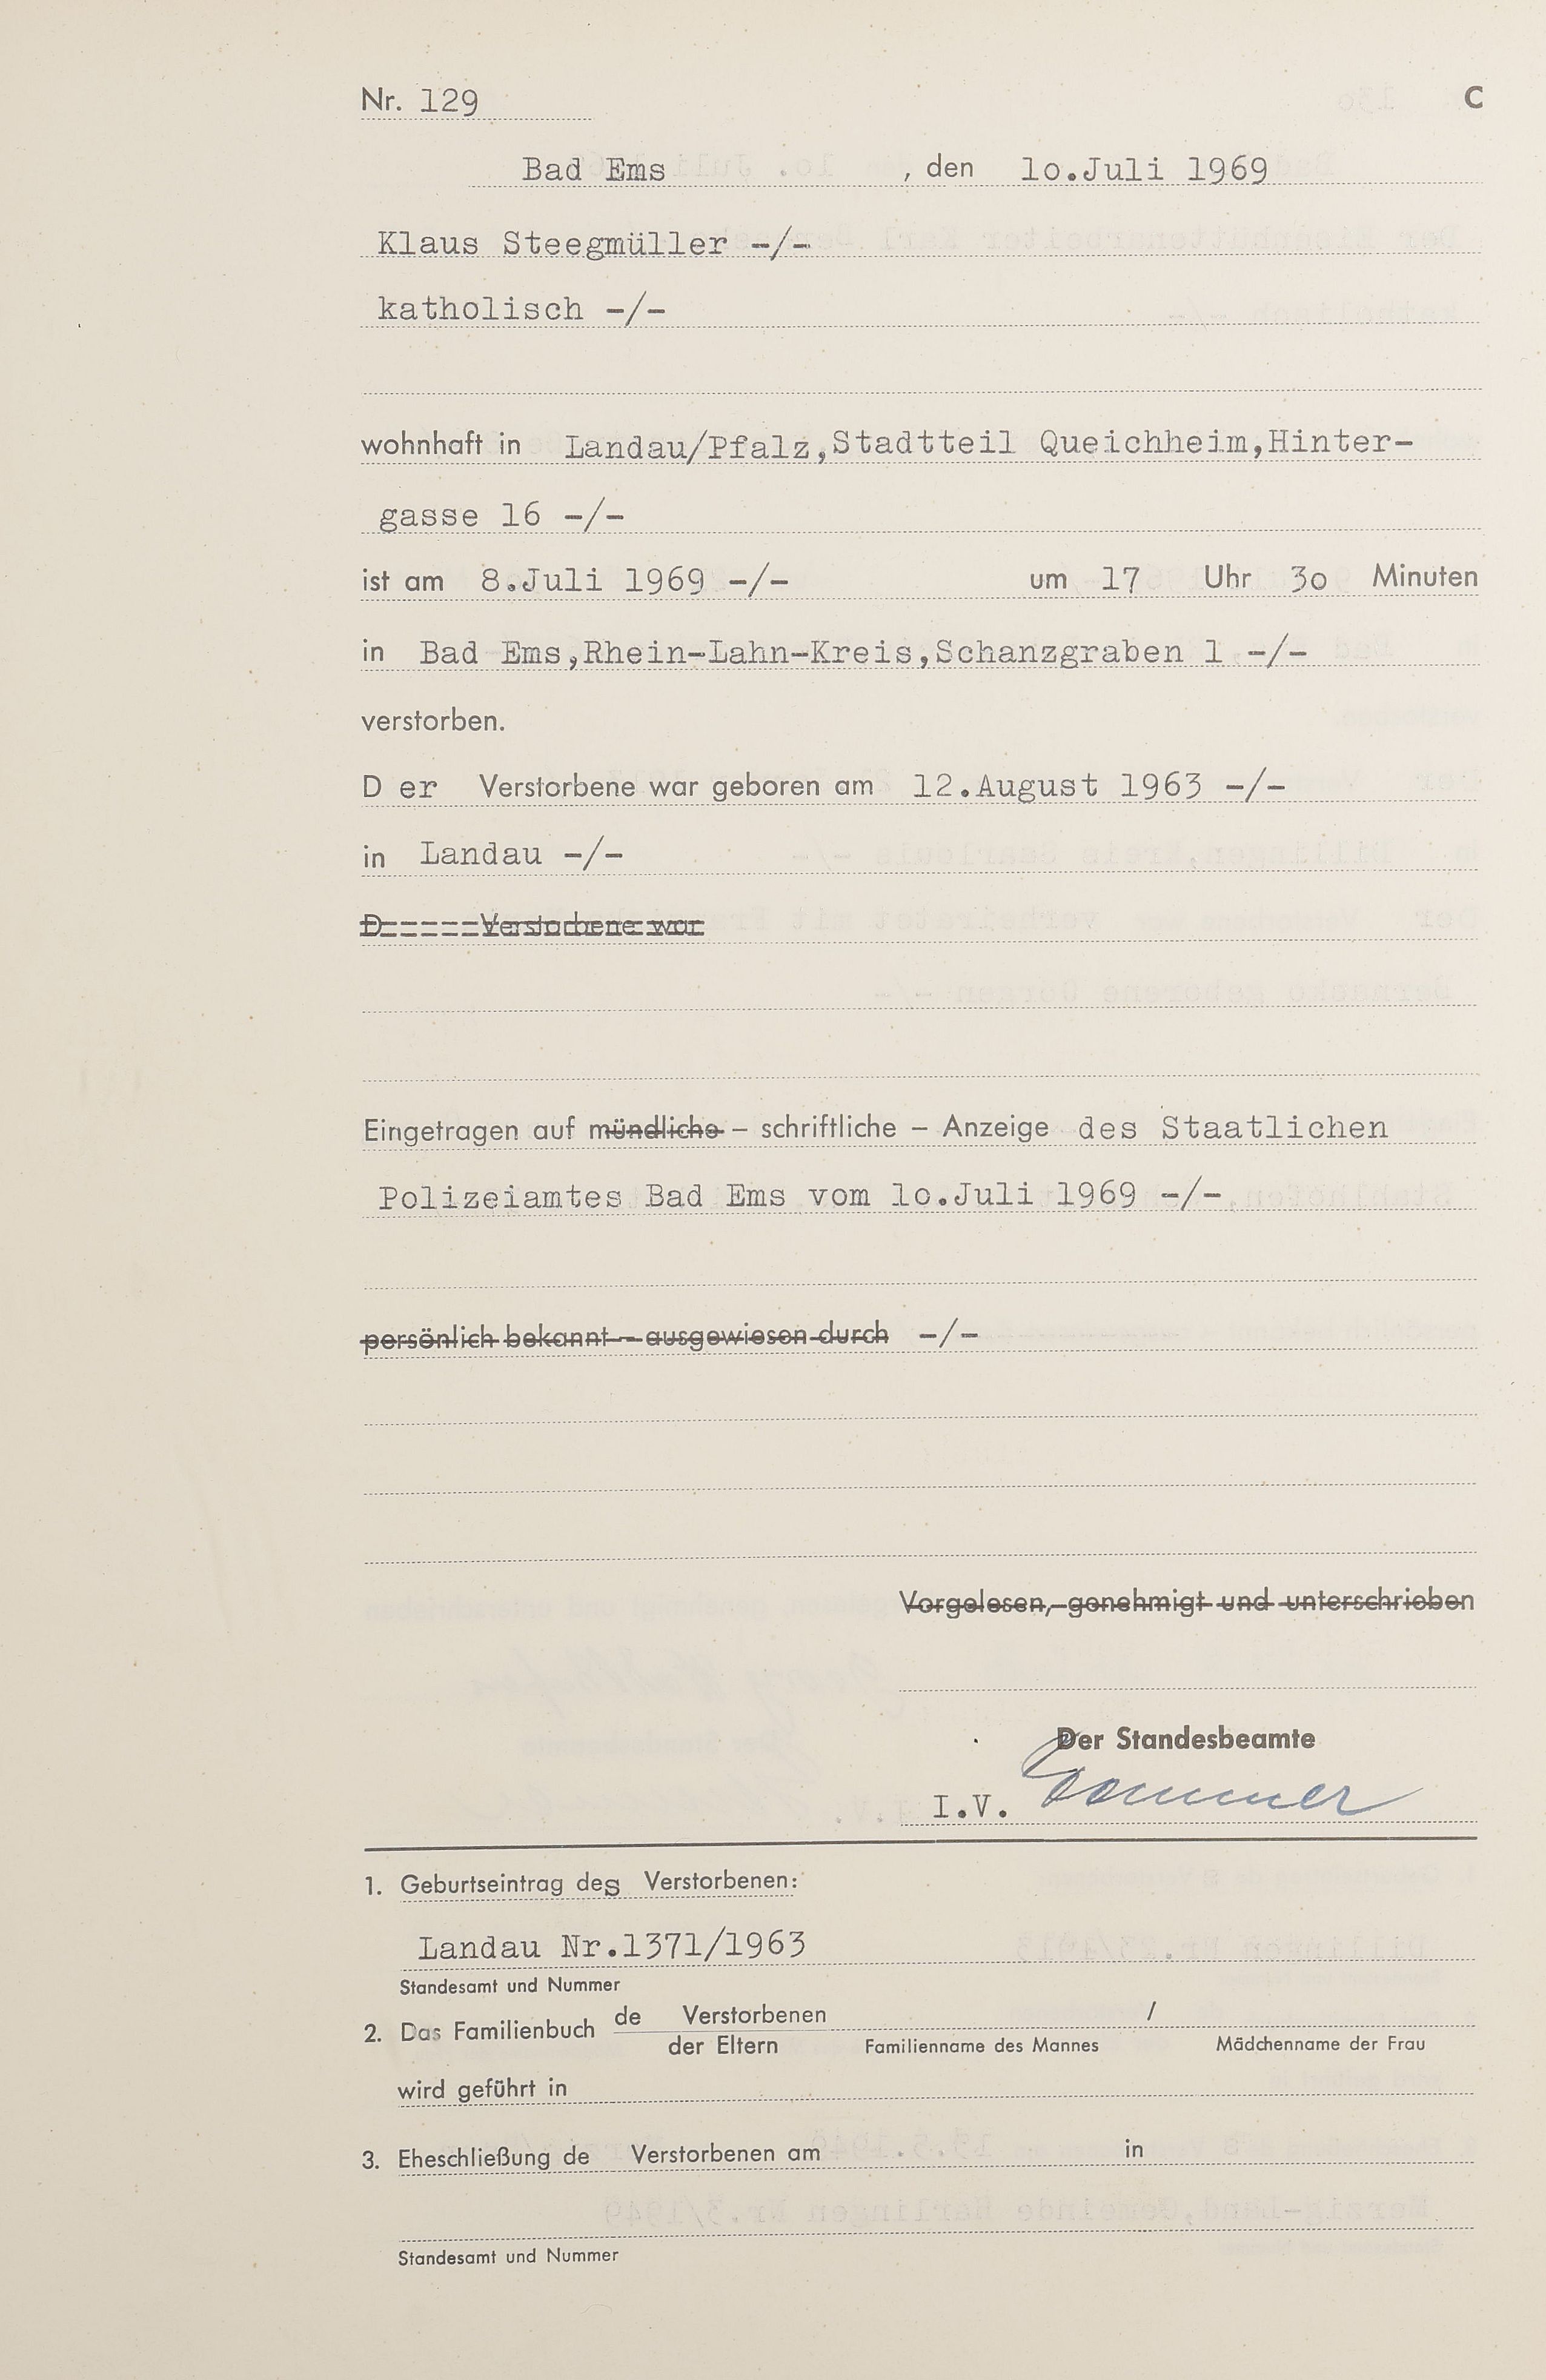 Nr. 129 C
Bad Ems , den lo.Juli 1969
Klaus Steegmüller -/-
katholisch -/-
wohnhaft in Landau/Pfalz,Stadtteil Queichheim,Hinter-
gasse 16 -/-
ist am 8.Juli 1969 -/- um 17 Uhr 3o Minuten
in Bad Ems,Rhein-Lahn-Kreis,Schanzgraben 1 -/-
verstorben.
D er Verstorbene war geboren am 12.August 1963 -/-
in Landau -/-
D Verstorbene war
Eingetragen auf mündliche – schriftliche – Anzeige des Staatlichen
Polizeiamtes Bad Ems vom lo.Juli 1969 -/-
persönlich bekannt – ausgewiesen durch -/-
Vorgelesen, genehmigt und unterschrieben
Der Standesbeamte
I.V. Sommer
1. Geburtseintrag des Verstorbenen:
Landau Nr.1371/1963
Standesamt und Nummer
2. Das Familienbuch de Verstorbenen /
der Eltern Familienname des Mannes Mädchenname der Frau
wird geführt in
3. Eheschließung de Verstorbenen am in
Standesamt und Nummer